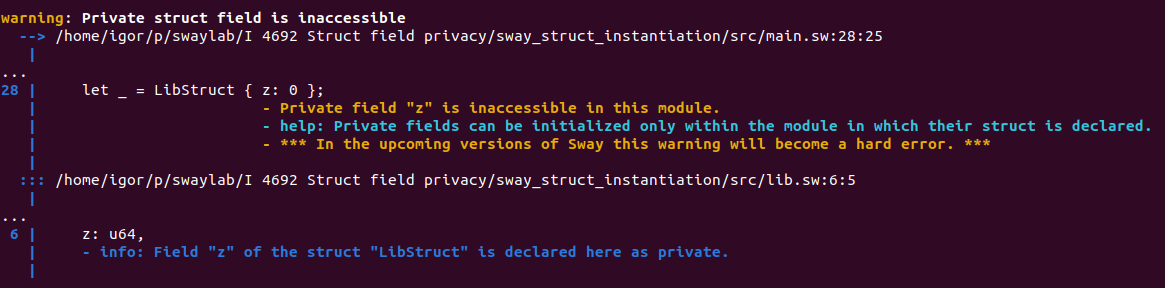 warning: Private struct field is inaccessible
  --> /home/igor/p/swaylab/I 4692 Struct field privacy/sway_struct_instantiation/src/main.sw:28:25
   |
...
28 |     let _ = LibStruct { z: 0 };
   |                         - Private field "z" is inaccessible in this module.
   |                         - help: Private fields can be initialized only within the module in which their struct is declared.
   |                         - *** In the upcoming versions of Sway this warning will become a hard error. ***
   |
  ::: /home/igor/p/swaylab/I 4692 Struct field privacy/sway_struct_instantiation/src/lib.sw:6:5
   |
...
 6 |     z: u64,
   |     - info: Field "z" of the struct "LibStruct" is declared here as private.
   |